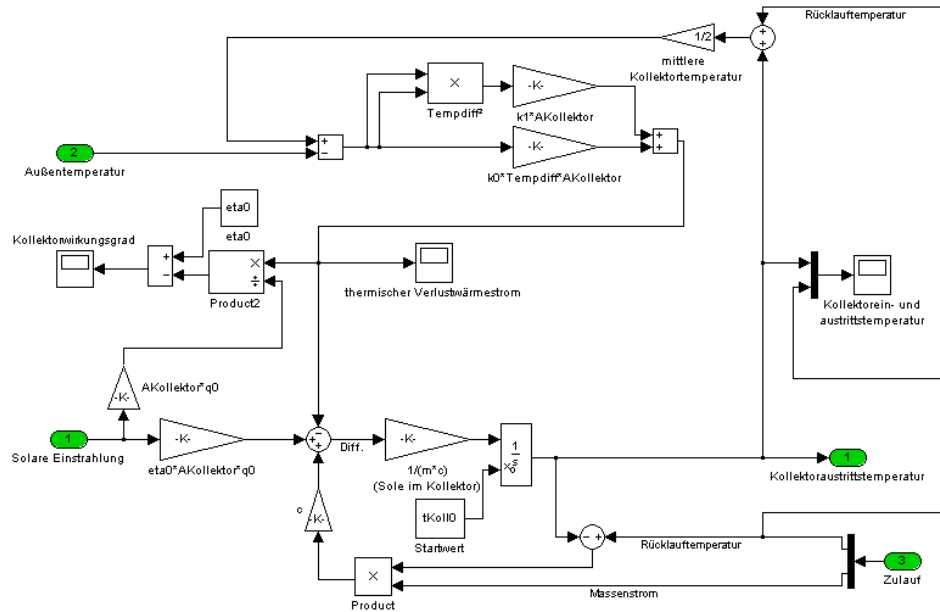 Rücklauftemperatur
+
+
1/2
mittlere
Kollektortemperatur
×
Tempdiff²
-K-
k1*AKollektor
+
−
+
+
2
Außentemperatur
-K-
k0*Tempdiff*AKollektor
eta0
eta0
Kollektorwirkungsgrad
+
−
×
÷
Product2
thermischer Verlustwärmestrom
Kollektorein- und
austrittstemperatur
-K-
AKollektor*q0
1
Solare Einstrahlung
-K-
eta0*AKollektor*q0
−
+
+
Diff.
-K-
1/(m*c)
(Sole im Kollektor)
1
s
xo
1
Kollektoraustrittstemperatur
-K-
c
tKoll0
Startwert
− +
Rücklauftemperatur
3
Zulauf
×
Product
Massenstrom